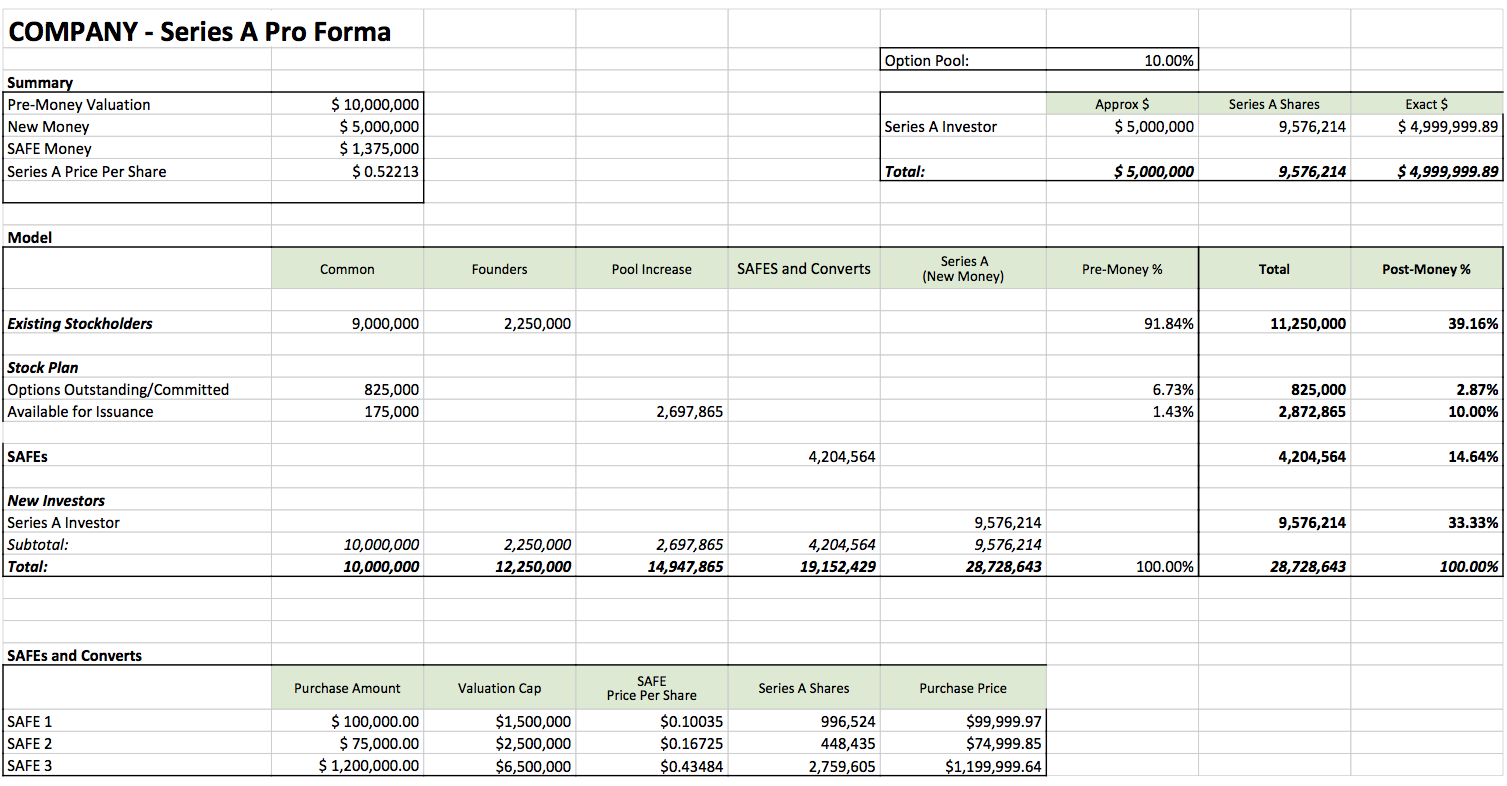 COMPANY - Series A Pro Forma
Option Pool: 10.00%
Summary
Pre-Money Valuation $ 10,000,000 Approx $ Series A Shares Exact $
New Money $ 5,000,000 Series A Investor $ 5,000,000 9,576,214 $ 4,999,999.89
SAFE Money $ 1,375,000
Series A Price Per Share $ 0.52213 Total: $ 5,000,000 9,576,214 $ 4,999,999.89
Model
Common Founders Pool Increase SAFES and Converts Series A (New Money) Pre-Money % Total Post-Money %
Existing Stockholders 9,000,000 2,250,000 91.84% 11,250,000 39.16%
Stock Plan
Options Outstanding/Committed 825,000 6.73% 825,000 2.87%
Available for Issuance 175,000 2,697,865 1.43% 2,872,865 10.00%
SAFEs 4,204,564 4,204,564 14.64%
New Investors
Series A Investor 9,576,214 9,576,214 33.33%
Subtotal: 10,000,000 2,250,000 2,697,865 4,204,564 9,576,214
Total: 10,000,000 12,250,000 14,947,865 19,152,429 28,728,643 100.00% 28,728,643 100.00%
SAFEs and Converts
Purchase Amount Valuation Cap SAFE Price Per Share Series A Shares Purchase Price
SAFE 1 $ 100,000.00 $1,500,000 $0.10035 996,524 $99,999.97
SAFE 2 $ 75,000.00 $2,500,000 $0.16725 448,435 $74,999.85
SAFE 3 $ 1,200,000.00 $6,500,000 $0.43484 2,759,605 $1,199,999.64